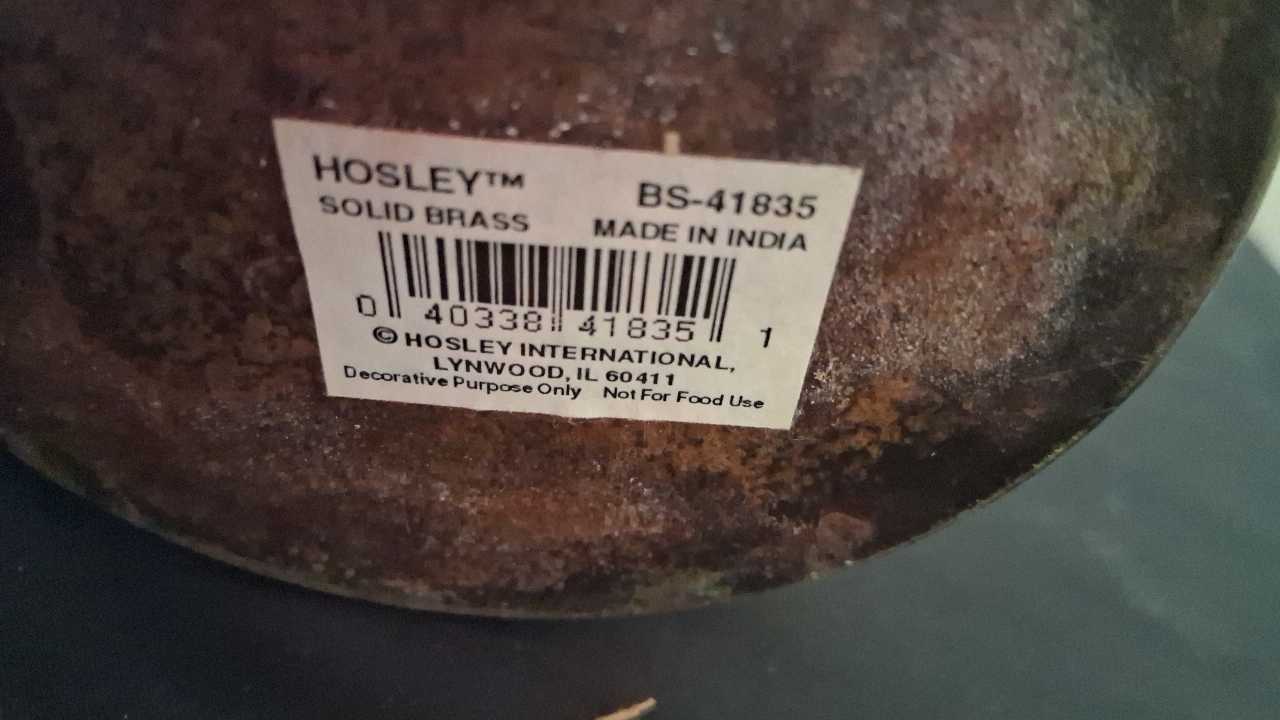 HOSLEY™ BS-41835
SOLID BRASS MADE IN INDIA
0 40338 41835 1
© HOSLEY INTERNATIONAL,
LYNWOOD, IL 60411
Decorative Purpose Only Not For Food Use